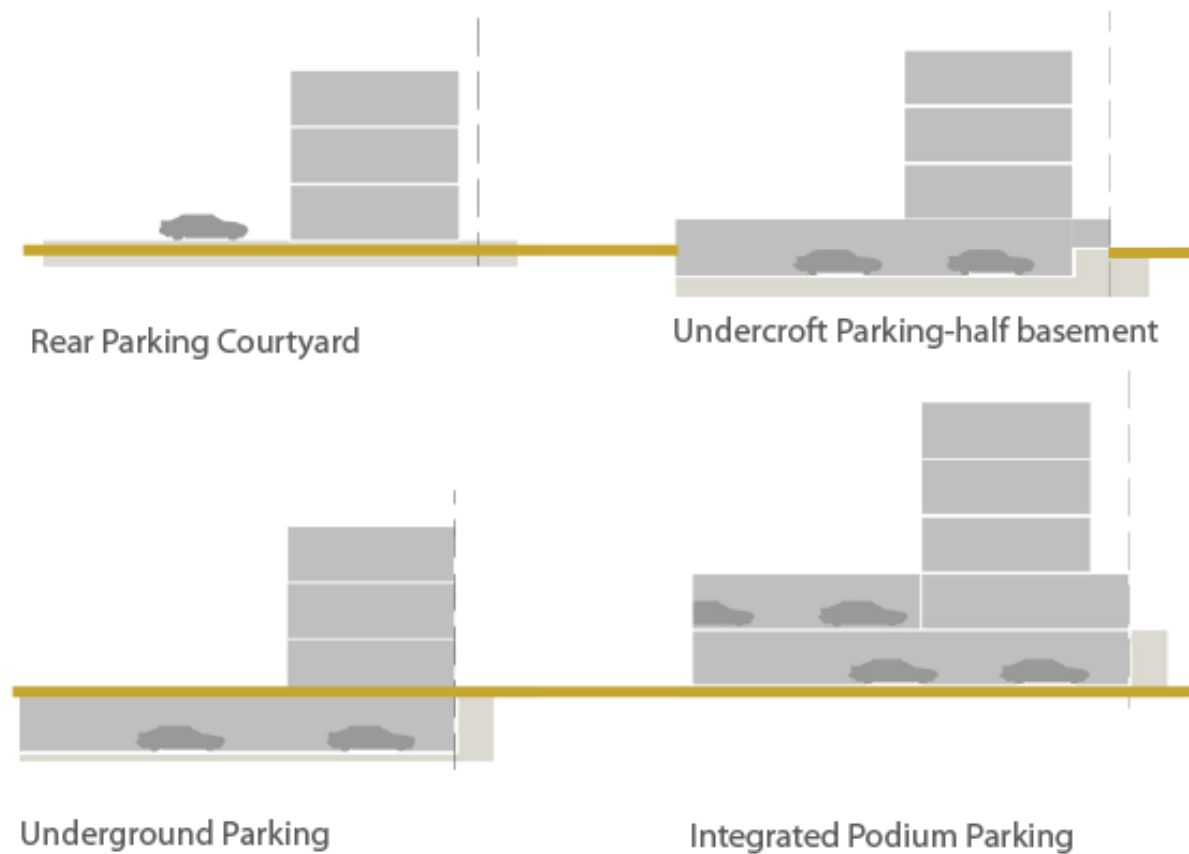 Rear Parking Courtyard
Undercroft Parking-half basement
Underground Parking
Integrated Podium Parking